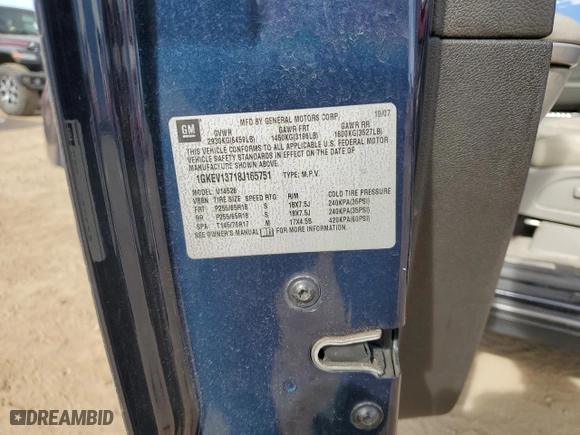 MFD BY GENERAL MOTORS CORP. 10/07
GM
GVWR GAWR FRT GAWR RR
2930KG(6459LB) 1450KG(3196LB) 1600KG(3527LB)
THIS VEHICLE CONFORMS TO ALL APPLICABLE U.S. FEDERAL MOTOR
VEHICLE SAFETY STANDARDS IN EFFECT ON THE DATE OF
MANUFACTURE SHOWN ABOVE.
1GKEV13718J165751 TYPE: M.P.V.
MODEL: V14526
TIRE SIZE SPEED RTG RIM COLD TIRE PRESSURE
FRT P255/65R18 S 18X7.5J 240KPA(35PSI)
RR P255/65R18 S 18X7.5J 240KPA(35PSI)
SPA T145/70R17 M 17X4.5B 420KPA(60PSI)
SEE OWNER'S MANUAL FOR MORE INFORMATION.
DREAMBID